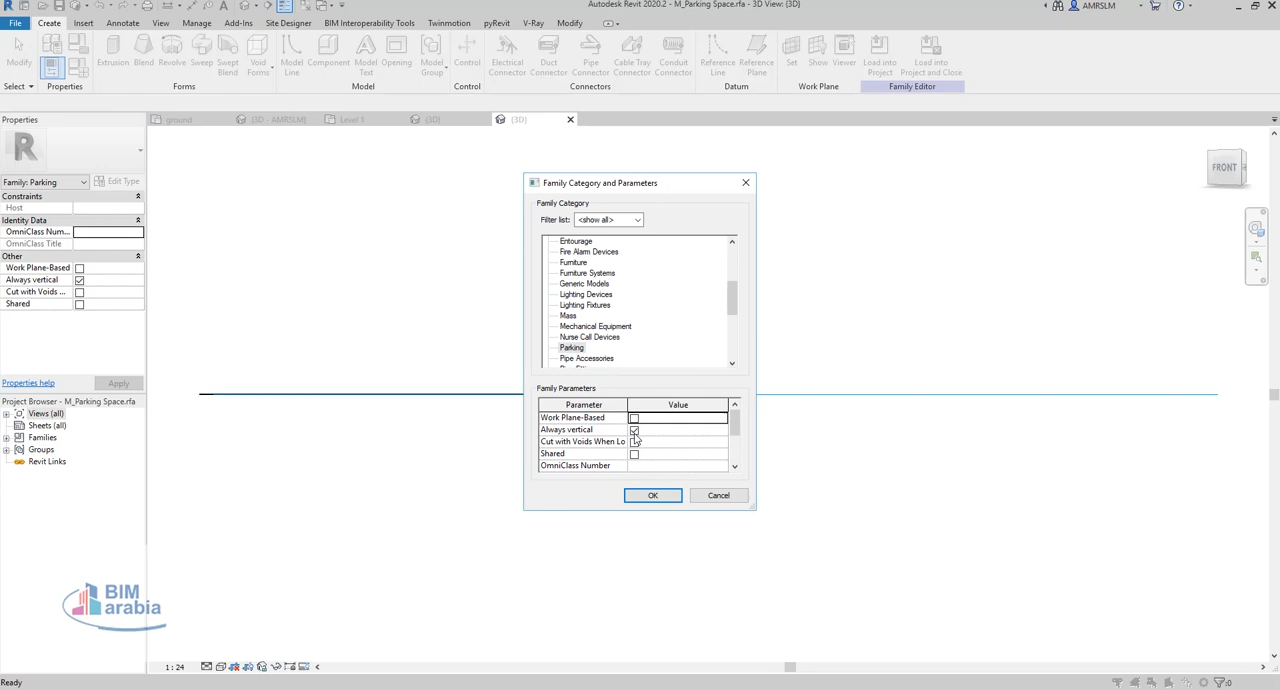 Autodesk Revit 2020.2 - M_Parking Space.rfa - 3D View: {3D}
AMRSLM
File Create Insert Annotate View Manage Add-Ins Site Designer BIM Interoperability Tools Twinmotion pyRevit V-Ray Modify
Modify Extrusion Blend Revolve Sweep Swept Blend Void Forms Model Line Component Model Text Opening Model Group Control Electrical Connector Duct Connector Pipe Connector Cable Tray Connector Conduit Connector Reference Line Reference Plane Set Show Viewer Load into Project Load into Project and Close
Select Properties Forms Model Control Connectors Datum Work Plane Family Editor
Properties
ground (3D - AMRSLM) Level 1 {3D} {3D}
R
Family: Parking Edit Type
Constraints
Host
Identity Data
OmniClass Num...
OmniClass Title
Other
Work Plane-Based
Always vertical
Cut with Voids ...
Shared
Properties help Apply
Project Browser - M_Parking Space.rfa
Views (all)
Sheets (all)
Families
Groups
Revit Links
FRONT
Family Category and Parameters
Family Category
Filter list: <show all>
Entourage
Fire Alarm Devices
Furniture
Furniture Systems
Generic Models
Lighting Devices
Lighting Fixtures
Mass
Mechanical Equipment
Nurse Call Devices
Parking
Pipe Accessories
Family Parameters
Parameter Value
Work Plane-Based
Always vertical
Cut with Voids When Lo
Shared
OmniClass Number
OK Cancel
BIM
arabia
1 : 24
Ready
:0